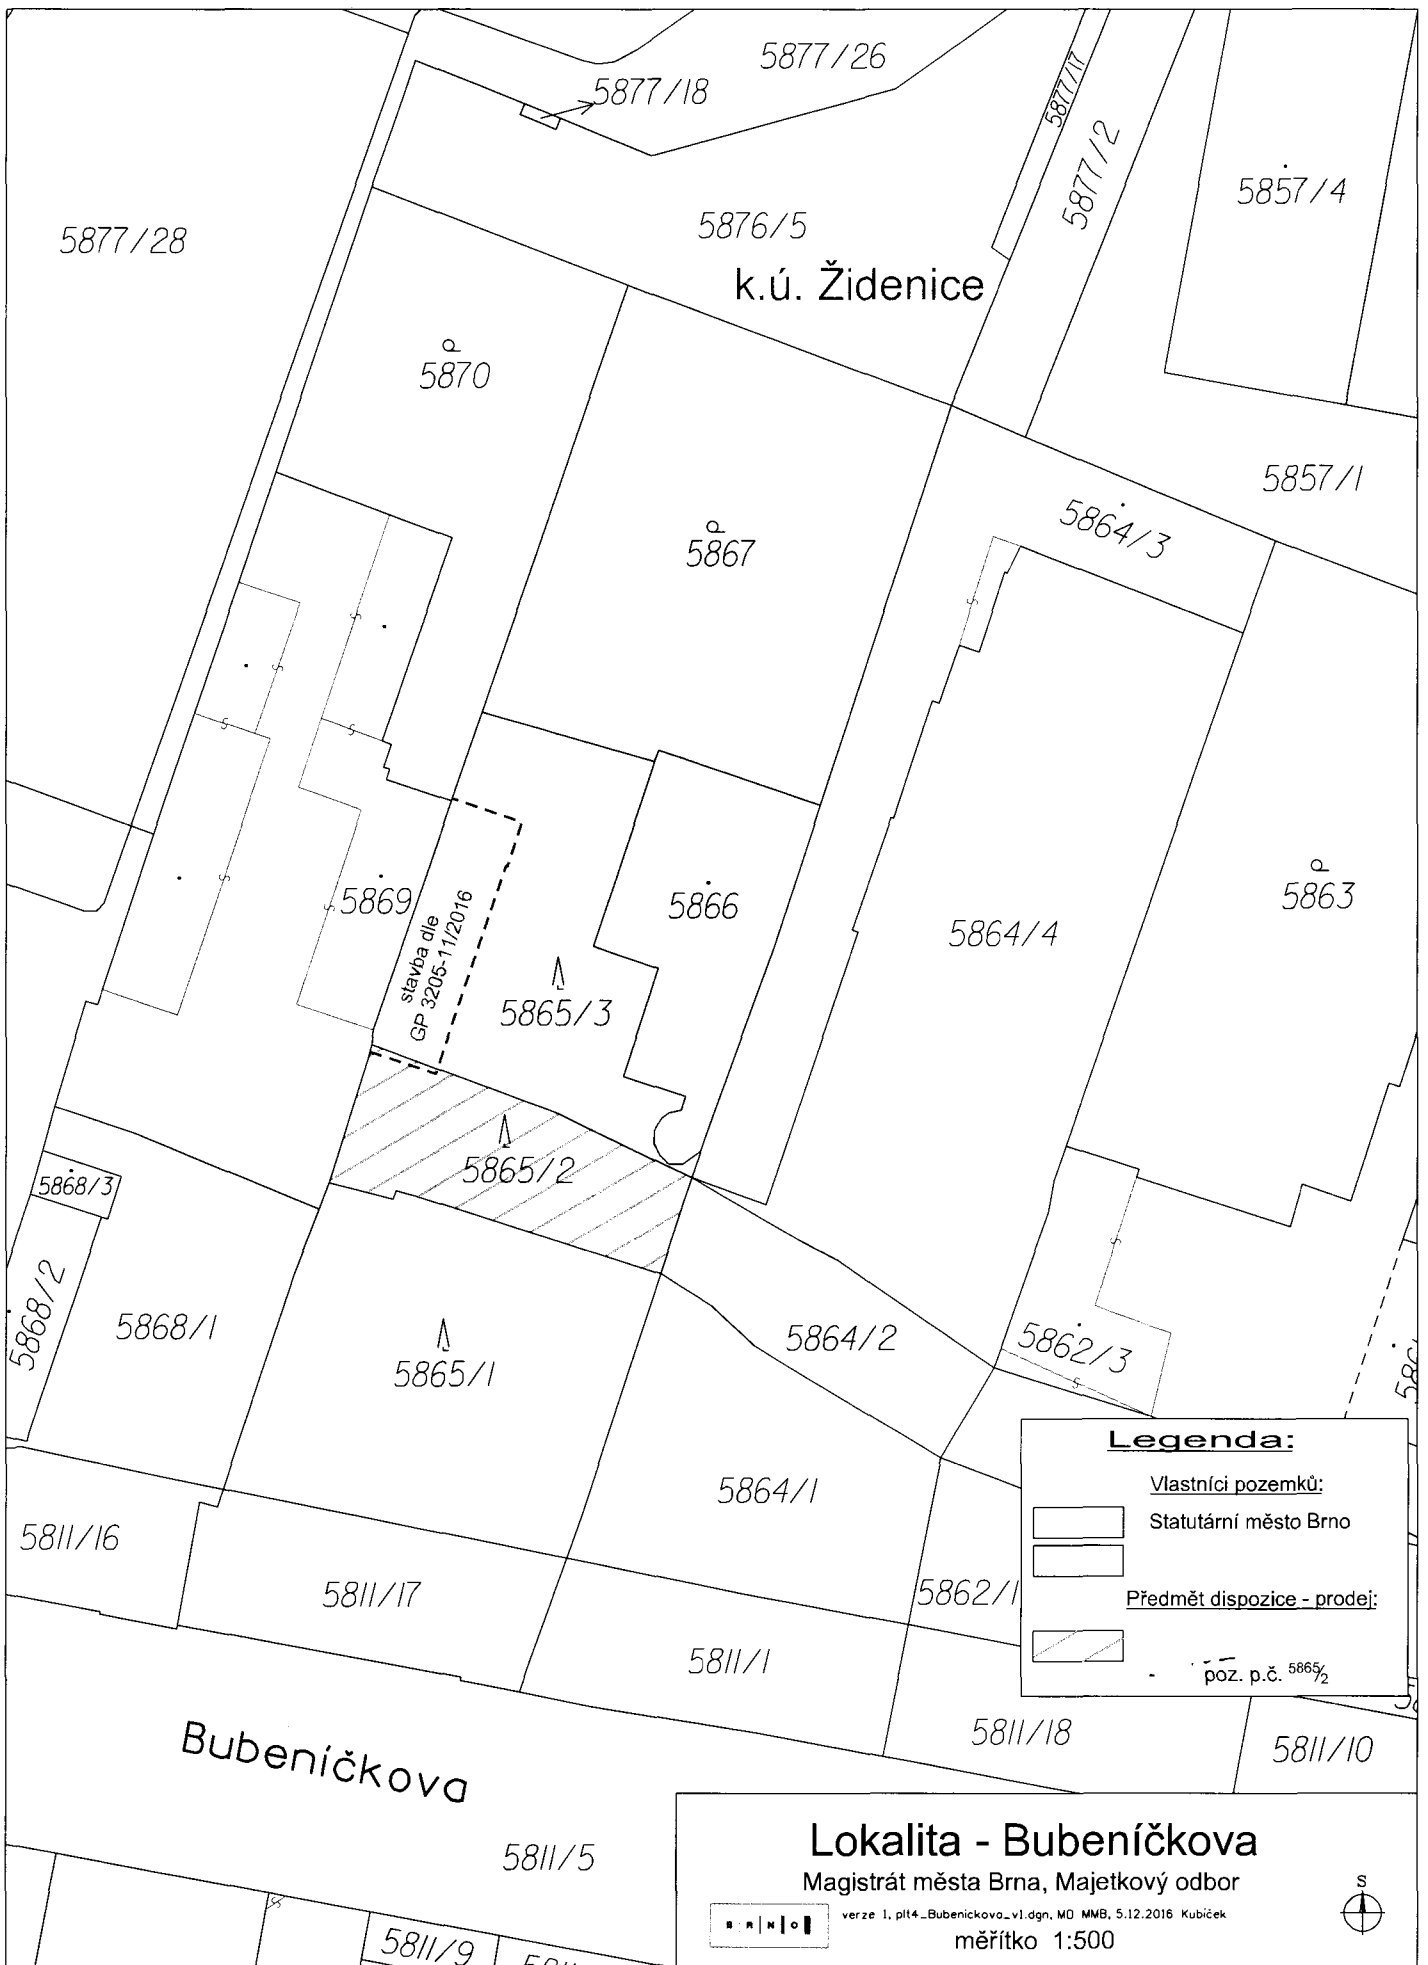 5877/26
5877/18
5877/17
5877/2
5857/4
5877/28
5876/5
k.ú. Židenice
5870
5857/1
5864/3
5867
5869
5866
5863
5864/4
stavba dle
GP 3205-11/2016
5865/3
5865/2
5868/3
5868/2
5868/1
5865/1
5864/2
5862/3
5864/1
5811/16
5811/17
5862/1
5811/1
5811/18
5811/10
Legenda:
Vlastníci pozemků:
Statutární město Brno
Předmět dispozice - prodej:
poz. p.č. 5865/2
Bubeníčkova
5811/5
5811/9
Lokalita - Bubeníčkova
Magistrát města Brna, Majetkový odbor
B R N O
verze 1, plt4_Bubenickova_v1.dgn, MO MMB, 5.12.2016 Kubíček
měřítko 1:500
S